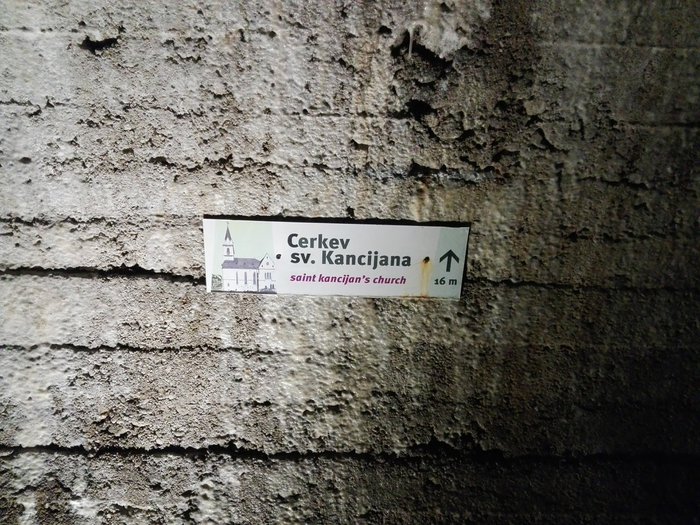 Cerkev
sv. Kancijana
saint kancijan's church
16 m